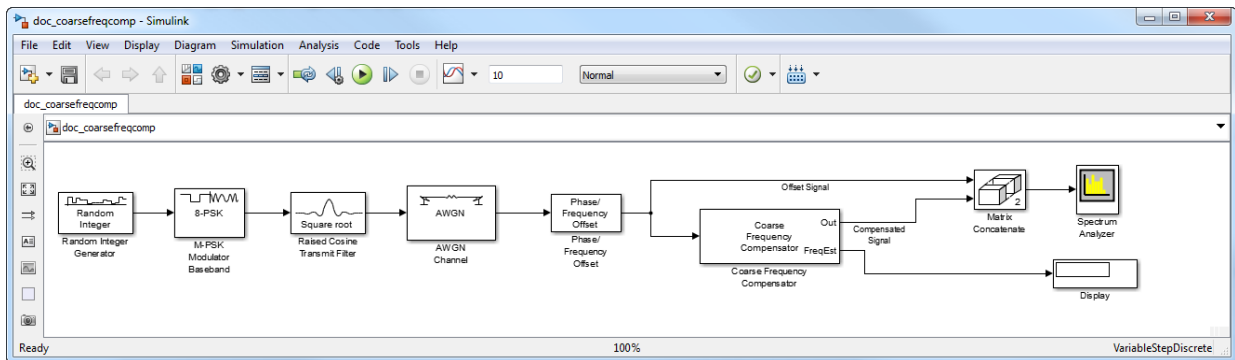 doc_coarsefreqcomp - Simulink
File Edit View Display Diagram Simulation Analysis Code Tools Help
10
Normal
doc_coarsefreqcomp
doc_coarsefreqcomp
Random
Integer
Random Integer
Generator
8-PSK
M-PSK
Modulator
Baseband
Square root
Raised Cosine
Transmit Filter
AWGN
AWGN
Channel
Phase/
Frequency
Offset
Phase/
Frequency
Offset
Offset Signal
Coarse
Frequency
Compensator
Out
FreqEst
Coarse Frequency
Compensator
Compensated
Signal
2
Matrix
Concatenate
Spectrum
Analyzer
Display
Ready
100%
VariableStepDiscrete